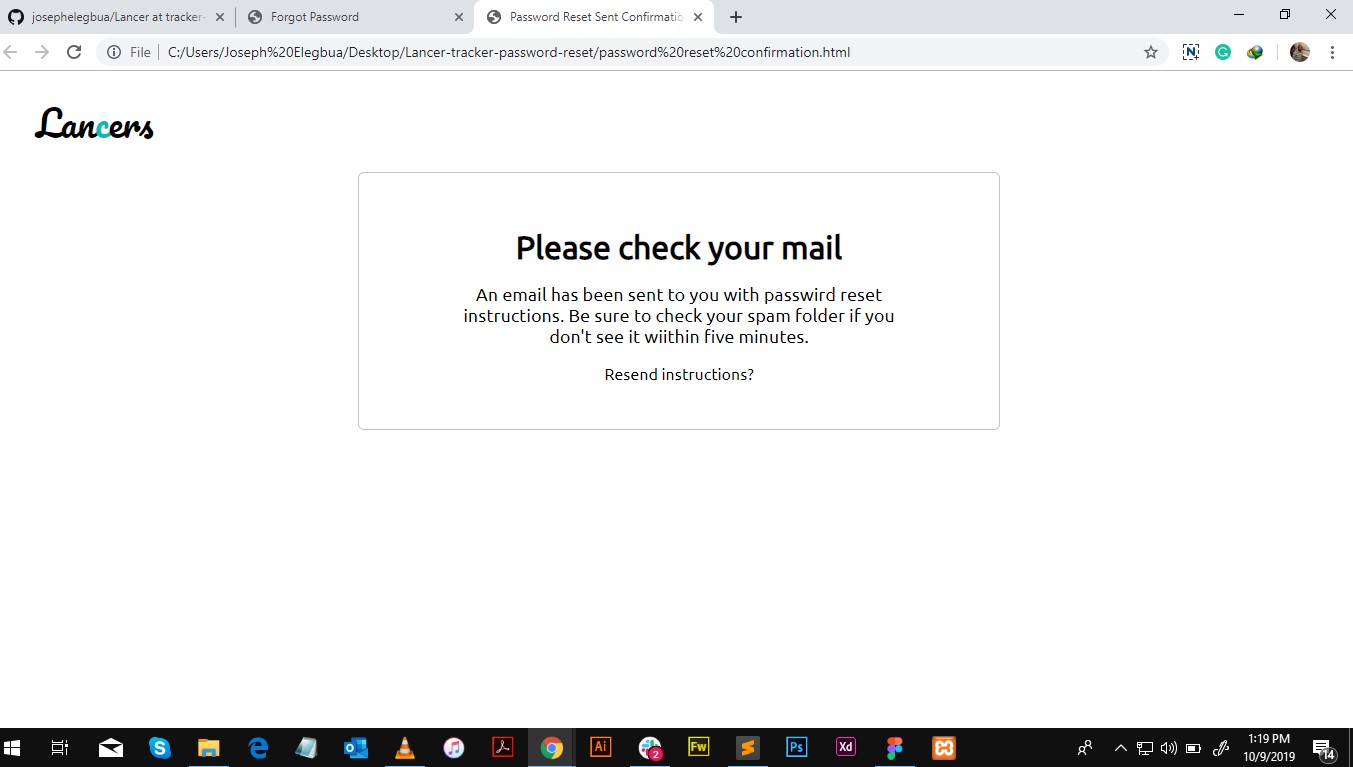 josephelegbua/Lancer at tracker-
Forgot Password
Password Reset Sent Confirmatio
File
C:/Users/Joseph%20Elegbua/Desktop/Lancer-tracker-password-reset/password%20reset%20confirmation.html
N
G
Lancers
Please check your mail
An email has been sent to you with passwird reset
instructions. Be sure to check your spam folder if you
don't see it wiithin five minutes.
Resend instructions?
Ai
2
Fw
Ps
Xd
1:19 PM
10/9/2019
14